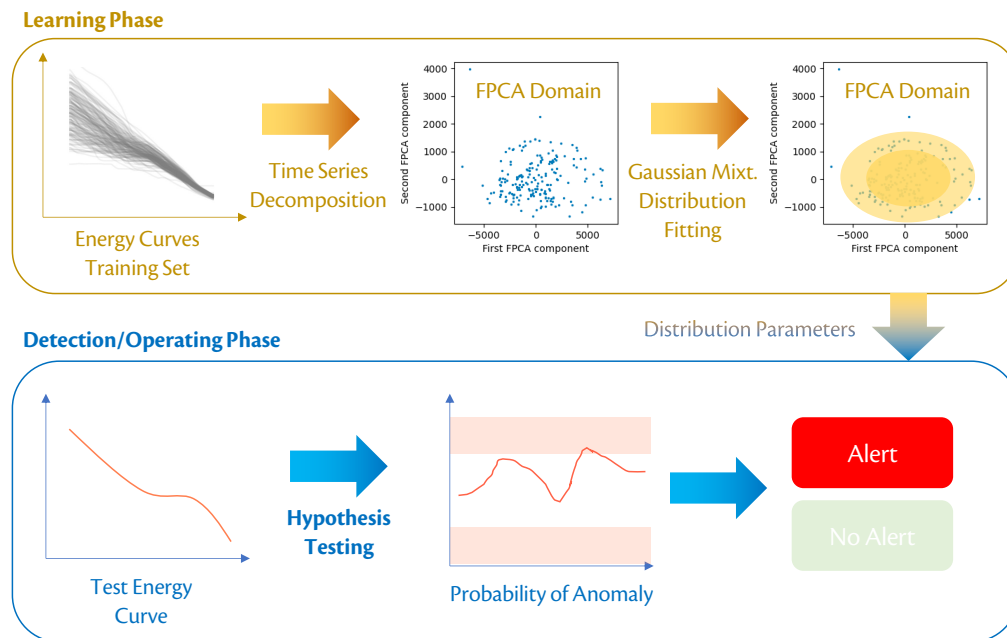 Learning Phase
Energy Curves
Training Set
Time Series
Decomposition
FPCA Domain
Second FPCA component
4000
3000
2000
1000
0
−1000
−5000
0
5000
First FPCA component
Gaussian Mixt.
Distribution
Fitting
FPCA Domain
Second FPCA component
4000
3000
2000
1000
0
−1000
−5000
0
5000
First FPCA component
Distribution Parameters
Detection/Operating Phase
Test Energy
Curve
Hypothesis
Testing
Probability of Anomaly
Alert
No Alert